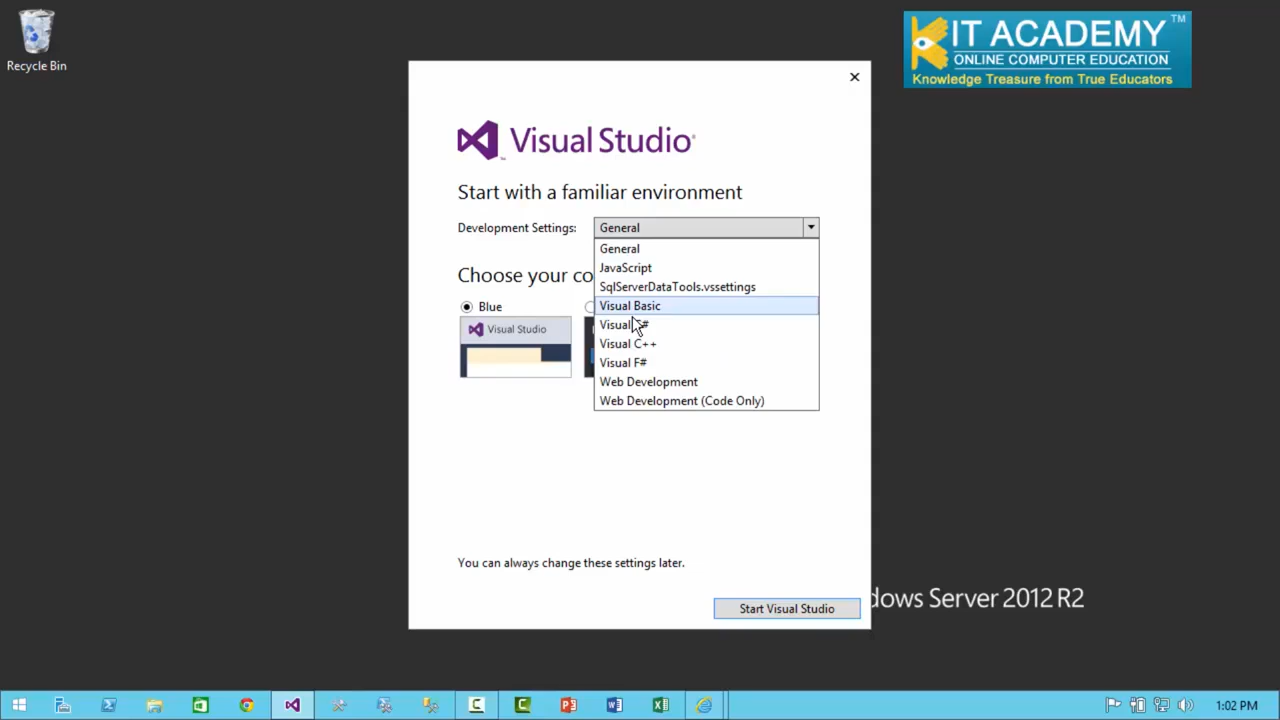 Recycle Bin
IT ACADEMY TM
ONLINE COMPUTER EDUCATION
Knowledge Treasure from True Educators
Visual Studio
Start with a familiar environment
Development Settings: General
General
JavaScript
SqlServerDataTools.vssettings
Visual Basic
Visual C#
Visual C++
Visual F#
Web Development
Web Development (Code Only)
Choose your co
Blue
Visual Studio
You can always change these settings later.
Start Visual Studio
dows Server 2012 R2
1:02 PM